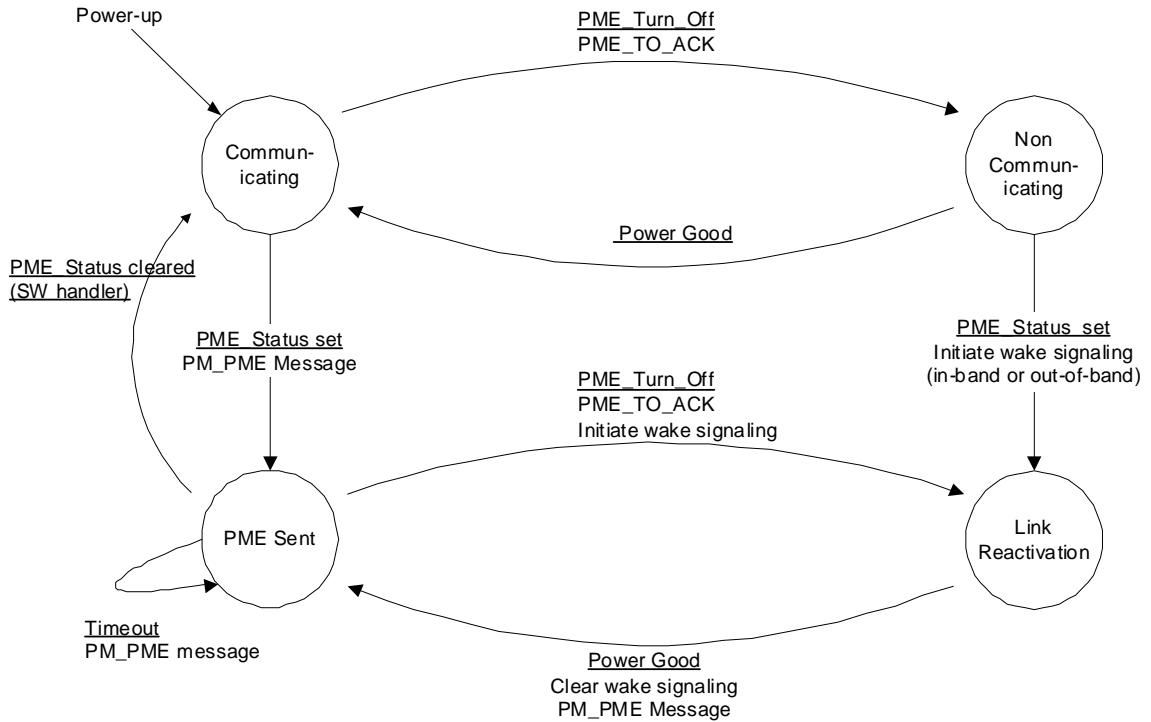 Power-up
PME_Turn_Off
PME_TO_ACK
Commun-
icating
Non
Commun-
icating
Power Good
PME_Status cleared
(SW handler)
PME_Status set
PM_PME Message
PME_Status set
Initiate wake signaling
(in-band or out-of-band)
PME_Turn_Off
PME_TO_ACK
Initiate wake signaling
PME Sent
Link
Reactivation
Timeout
PM_PME message
Power Good
Clear wake signaling
PM_PME Message